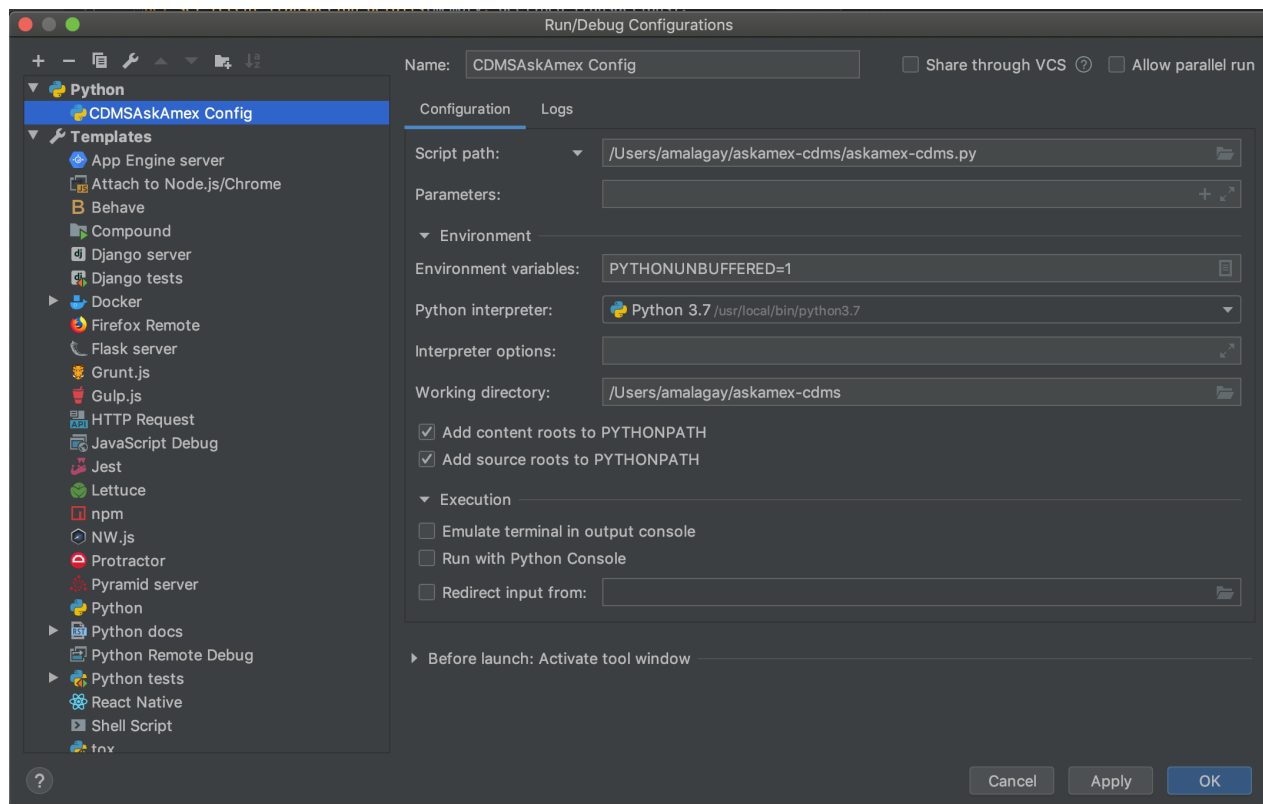 Run/Debug Configurations
Name: CDMSAskAmex Config
Share through VCS ? Allow parallel run
Python
CDMSAskAmex Config
Templates
App Engine server
Attach to Node.js/Chrome
Behave
Compound
Django server
Django tests
Docker
Firefox Remote
Flask server
Grunt.js
Gulp.js
HTTP Request
JavaScript Debug
Jest
Lettuce
npm
NW.js
Protractor
Pyramid server
Python
Python docs
Python Remote Debug
Python tests
React Native
Shell Script
tox
Configuration Logs
Script path: /Users/amalagay/askamex-cdms/askamex-cdms.py
Parameters:
Environment
Environment variables: PYTHONUNBUFFERED=1
Python interpreter: Python 3.7 /usr/local/bin/python3.7
Interpreter options:
Working directory: /Users/amalagay/askamex-cdms
Add content roots to PYTHONPATH
Add source roots to PYTHONPATH
Execution
Emulate terminal in output console
Run with Python Console
Redirect input from:
Before launch: Activate tool window
? Cancel Apply OK